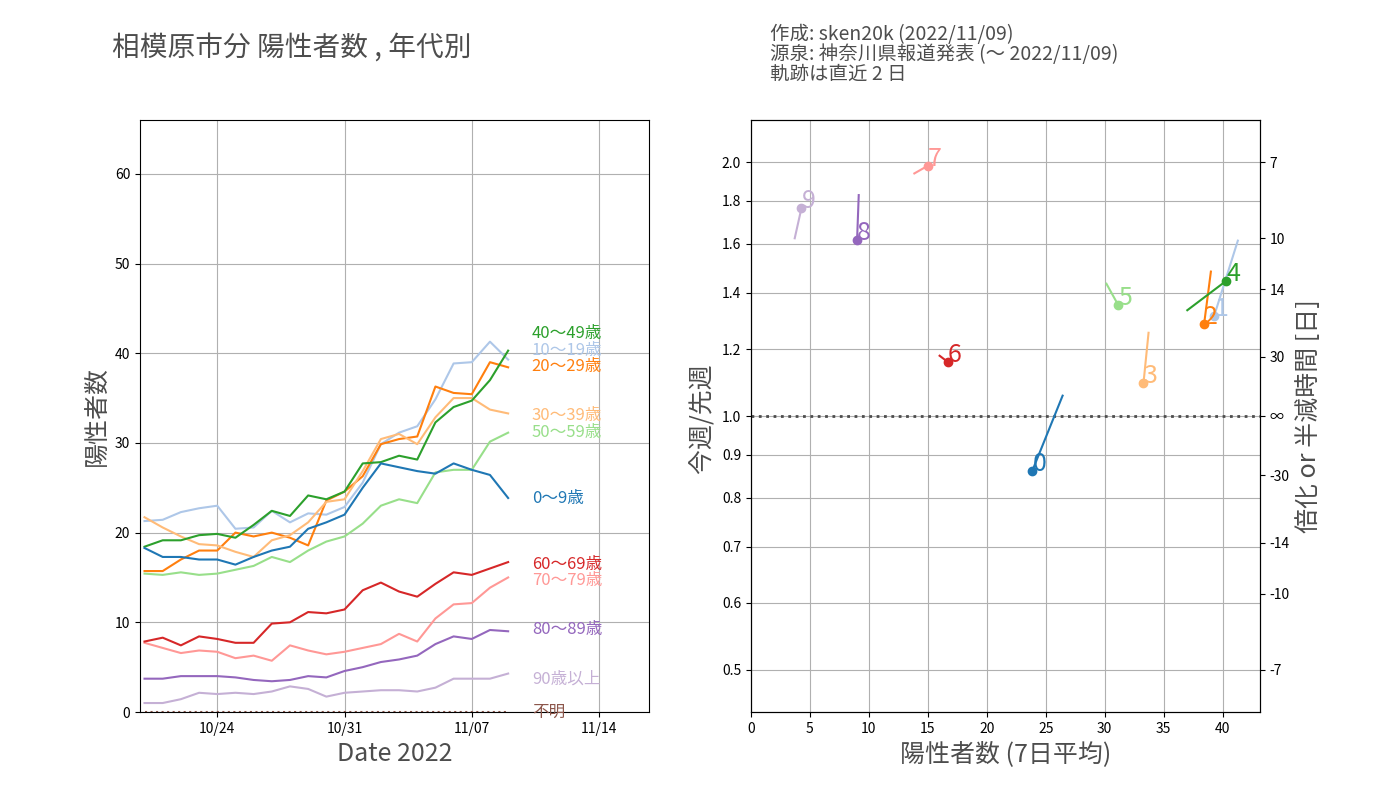 相模原市分 陽性者数 , 年代別
作成: sken20k (2022/11/09)
源泉: 神奈川県報道発表 (〜 2022/11/09)
軌跡は直近 2 日
陽性者数
60
50
40
30
20
10
0
10/24
10/31
11/07
11/14
Date 2022
40〜49歳
10〜19歳
20〜29歳
30〜39歳
50〜59歳
0〜9歳
60〜69歳
70〜79歳
80〜89歳
90歳以上
不明
今週/先週
2.0
1.8
1.6
1.4
1.2
1.0
0.9
0.8
0.7
0.6
0.5
0
5
10
15
20
25
30
35
40
陽性者数 (7日平均)
7
9
8
4
5
1
2
6
3
0
7
10
14
30
∞
-30
-14
-10
-7
倍化 or 半減時間 [日]